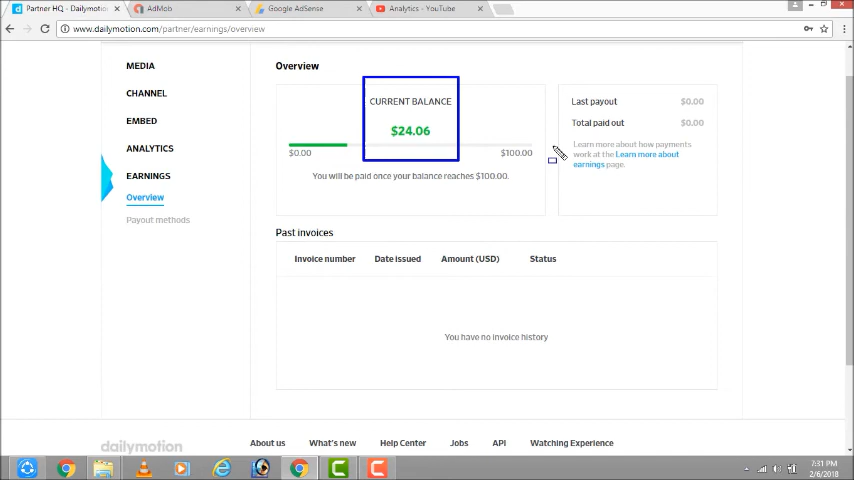 Partner HQ - Dailymotio
AdMob
Google AdSense
Analytics - YouTube
www.dailymotion.com/partner/earnings/overview
MEDIA
CHANNEL
EMBED
ANALYTICS
EARNINGS
Overview
Payout methods
Overview
CURRENT BALANCE
$24.06
$0.00
$100.00
You will be paid once your balance reaches $100.00.
Last payout
$0.00
Total paid out
$0.00
Learn more about how payments
work at the Learn more about
earnings page.
Past invoices
Invoice number
Date issued
Amount (USD)
Status
You have no invoice history
dailymotion
About us
What's new
Help Center
Jobs
API
Watching Experience
7:31 PM
2/6/2018